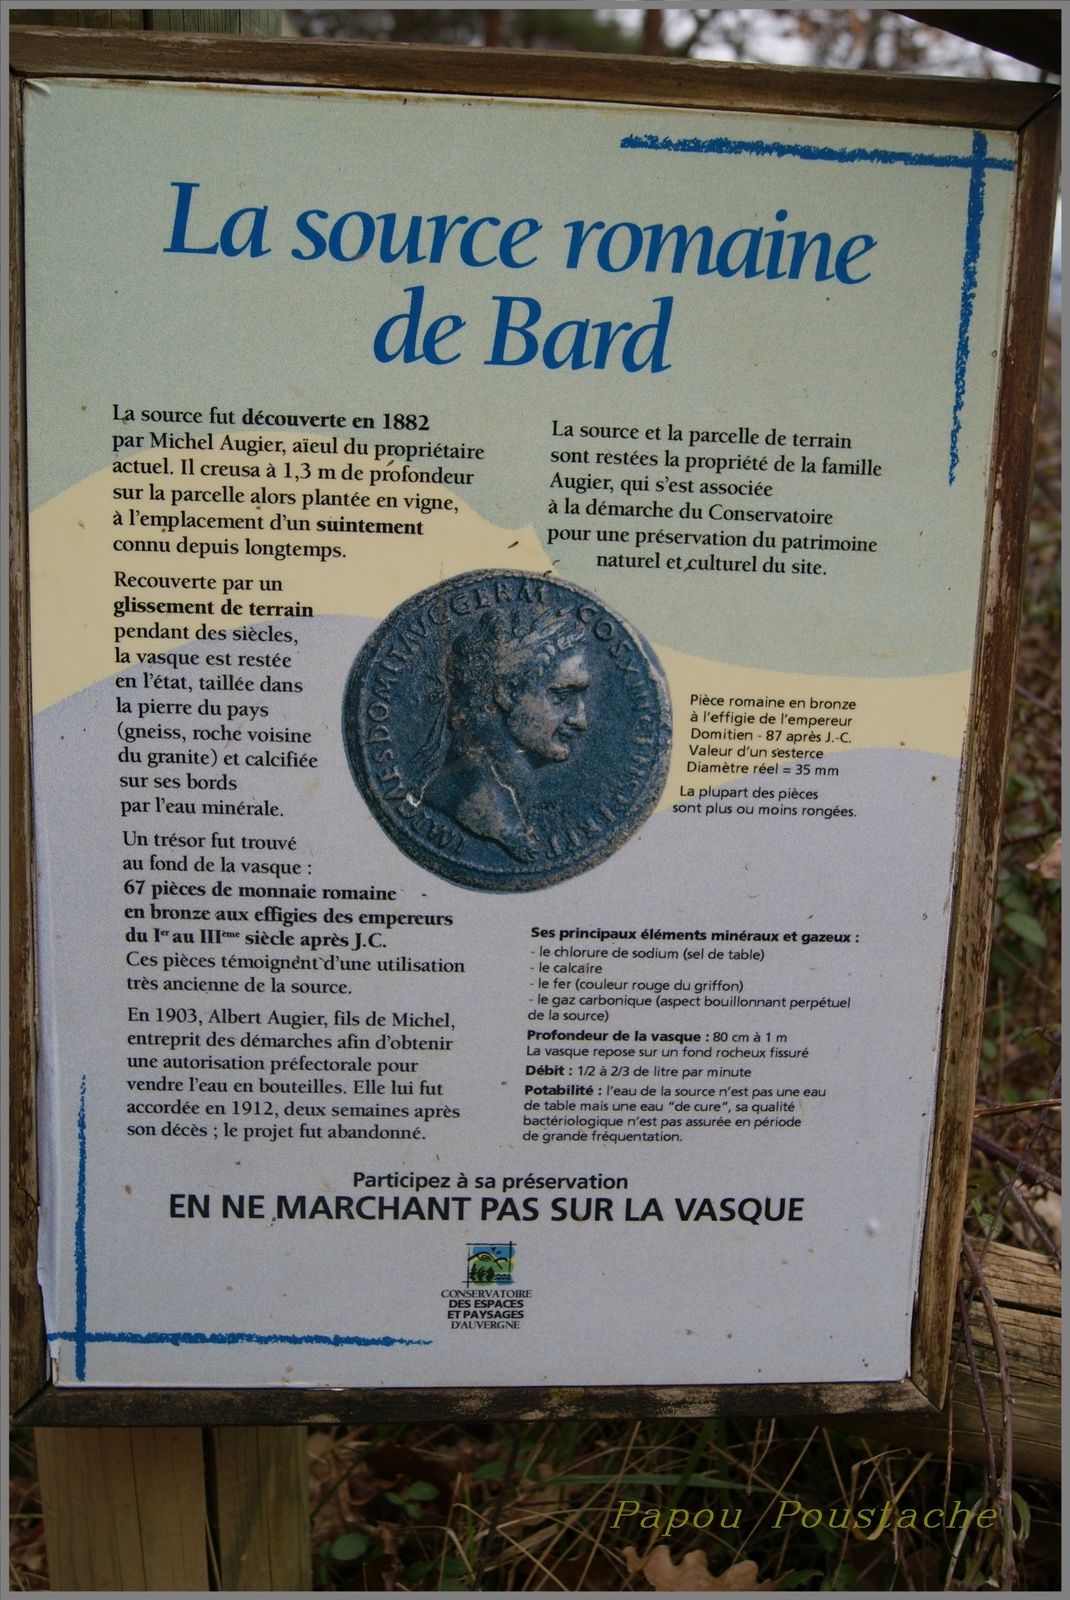 La source romaine
de Bard
La source fut découverte en 1882
par Michel Augier, aïeul du propriétaire
actuel. Il creusa à 1,3 m de profondeur
sur la parcelle alors plantée en vigne,
à l'emplacement d'un suintement
connu depuis longtemps.
Recouverte par un
glissement de terrain
pendant des siècles,
la vasque est restée
en l'état, taillée dans
la pierre du pays
(gneiss, roche voisine
du granite) et calcifiée
sur ses bords
par l'eau minérale.
Un trésor fut trouvé
au fond de la vasque :
67 pièces de monnaie romaine
en bronze aux effigies des empereurs
du Ier au IIIème siècle après J.C.
Ces pièces témoignent d'une utilisation
très ancienne de la source.
En 1903, Albert Augier, fils de Michel,
entreprit des démarches afin d'obtenir
une autorisation préfectorale pour
vendre l'eau en bouteilles. Elle lui fut
accordée en 1912, deux semaines après
son décès ; le projet fut abandonné.
La source et la parcelle de terrain
sont restées la propriété de la famille
Augier, qui s'est associée
à la démarche du Conservatoire
pour une préservation du patrimoine
naturel et culturel du site.
DOMIT AVG GERM COS
Pièce romaine en bronze
à l'effigie de l'empereur
Domitien - 87 après J.-C.
Valeur d'un sesterce
Diamètre réel = 35 mm
La plupart des pièces
sont plus ou moins rongées.
Ses principaux éléments minéraux et gazeux :
- le chlorure de sodium (sel de table)
- le calcaire
- le fer (couleur rouge du griffon)
- le gaz carbonique (aspect bouillonnant perpétuel
de la source)
Profondeur de la vasque : 80 cm à 1 m
La vasque repose sur un fond rocheux fissuré
Débit : 1/2 à 2/3 de litre par minute
Potabilité : l'eau de la source n'est pas une eau
de table mais une eau "de cure", sa qualité
bactériologique n'est pas assurée en période
de grande fréquentation.
Participez à sa préservation
EN NE MARCHANT PAS SUR LA VASQUE
CONSERVATOIRE
DES ESPACES
ET PAYSAGES
D'AUVERGNE
Papou Poustache